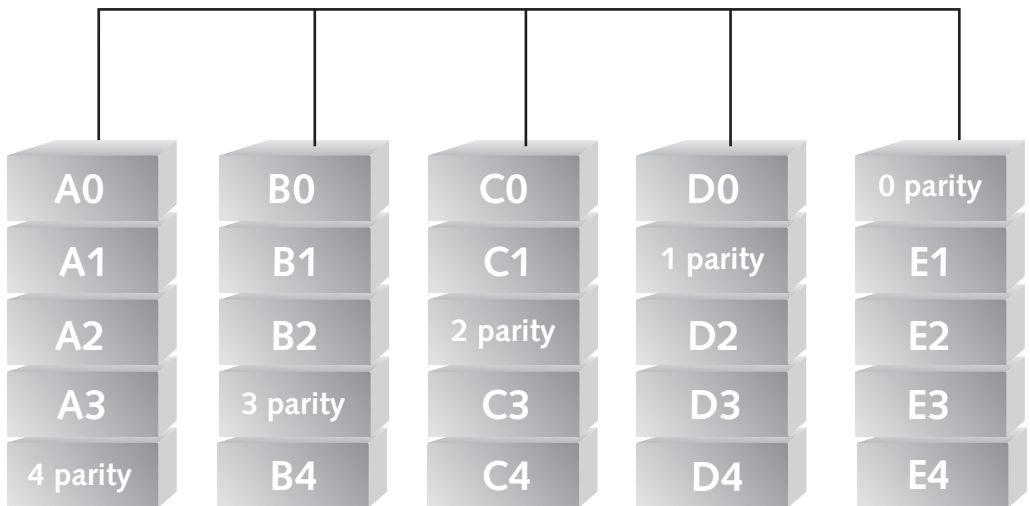 A0 B0 C0 D0 0 parity
A1 B1 C1 1 parity E1
A2 B2 2 parity D2 E2
A3 3 parity C3 D3 E3
4 parity B4 C4 D4 E4